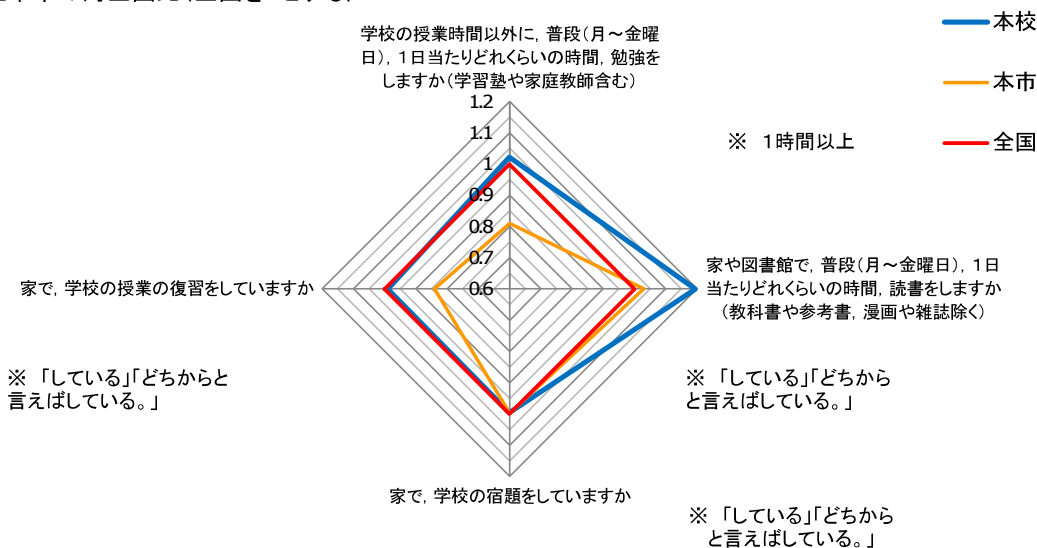 学校の授業時間以外に，普段（月～金曜
日），１日当たりどれくらいの時間，勉強を
しますか（学習塾や家庭教師含む）
本校
本市
全国
※　１時間以上
1.2
1.1
1
0.9
0.8
0.7
0.6
家や図書館で，普段（月～金曜日），１日
当たりどれくらいの時間，読書をしますか
（教科書や参考書，漫画や雑誌除く）
家で，学校の授業の復習をしていますか
※　「している」「どちからと
言えばしている。」
※　「している」「どちから
と言えばしている。」
家で，学校の宿題をしていますか
※　「している」「どちから
と言えばしている。」